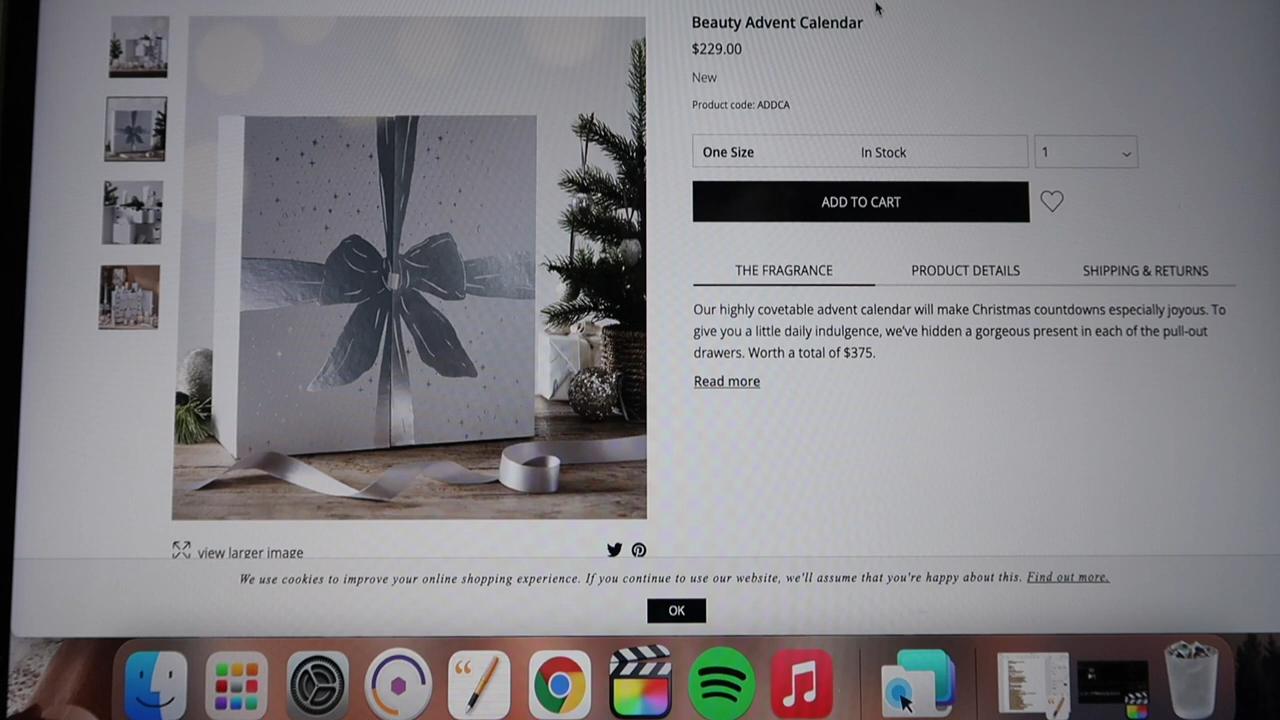 Beauty Advent Calendar
$229.00
New
Product code: ADDCA
One Size In Stock 1
ADD TO CART
THE FRAGRANCE PRODUCT DETAILS SHIPPING & RETURNS
Our highly covetable advent calendar will make Christmas countdowns especially joyous. To
give you a little daily indulgence, we've hidden a gorgeous present in each of the pull-out
drawers. Worth a total of $375.
Read more
view larger image
We use cookies to improve your online shopping experience. If you continue to use our website, we'll assume that you're happy about this. Find out more.
OK